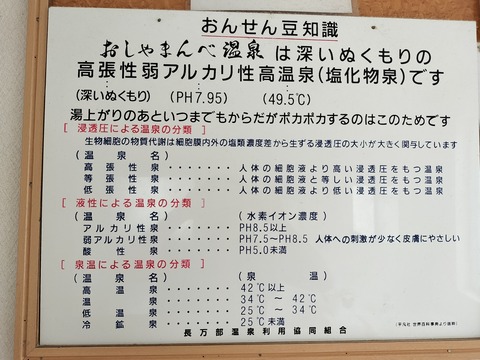 おんせん豆知識
おしゃまんべ温泉は深いぬくもりの
高張性弱アルカリ性高温泉(塩化物泉)です
(深いぬくもり) (PH7.95) (49.5℃)
湯上がりのあといつまでもからだがポカポカするのはこのためです
[ 浸透圧による温泉の分類 ]
生物細胞の物質代謝は細胞膜内外の塩類濃度差から生ずる浸透圧の大小が大きく関与しています
(温泉名)
高張性泉 ・・・・・・・ 人体の細胞液より高い浸透圧をもつ温泉
等張性泉 ・・・・・・・ 人体の細胞液と等しい浸透圧をもつ温泉
低張性泉 ・・・・・・・ 人体の細胞液より低い浸透圧をもつ温泉
[ 液性による温泉の分類 ]
(温泉名) (水素イオン濃度)
アルカリ性泉 ・・・・・・・ PH8.5以上
弱アルカリ性泉 ・・・・・・・ PH7.5〜PH8.5 人体への刺激が少なく皮膚にやさしい
酸性泉 ・・・・・・・ PH5.0未満
[ 泉温による温泉の分類 ]
(温泉名) (泉温)
高温泉 ・・・・・・・ 42℃以上
温泉 ・・・・・・・ 34℃〜42℃
低温泉 ・・・・・・・ 25℃〜34℃
冷鉱泉 ・・・・・・・ 25℃未満
(平凡社 世界百科事典より抜粋)
長万部温泉利用協同組合